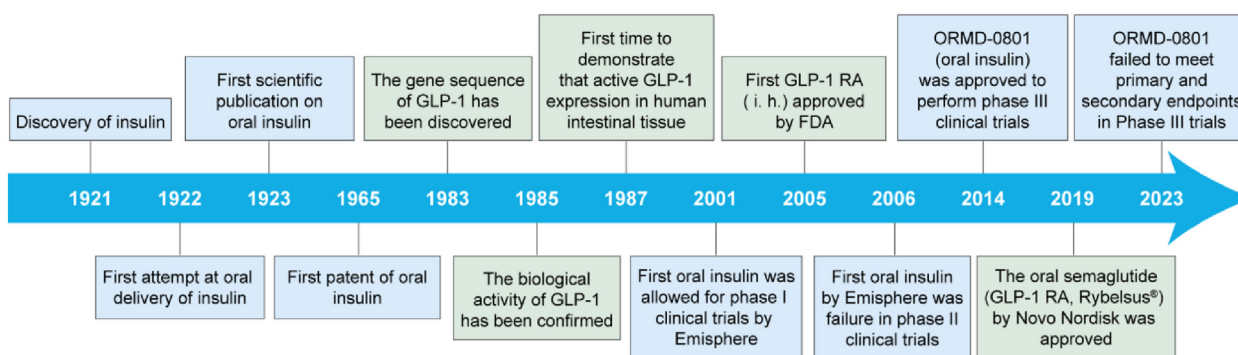 Discovery of insulin
First scientific
publication on
oral insulin
The gene sequence
of GLP-1 has
been discovered
First time to
demonstrate
that active GLP-1
expression in human
intestinal tissue
First GLP-1 RA
( i. h.) approved
by FDA
ORMD-0801
(oral insulin)
was approved to
perform phase III
clinical trials
ORMD-0801
failed to meet
primary and
secondary endpoints
in Phase III trials
1921 1922 1923 1965 1983 1985 1987 2001 2005 2006 2014 2019 2023
First attempt at oral
delivery of insulin
First patent of oral
insulin
The biological
activity of GLP-1
has been confirmed
First oral insulin was
allowed for phase I
clinical trials by
Emisphere
First oral insulin
by Emisphere was
failure in phase II
clinical trials
The oral semaglutide
(GLP-1 RA, Rybelsus®)
by Novo Nordisk was
approved